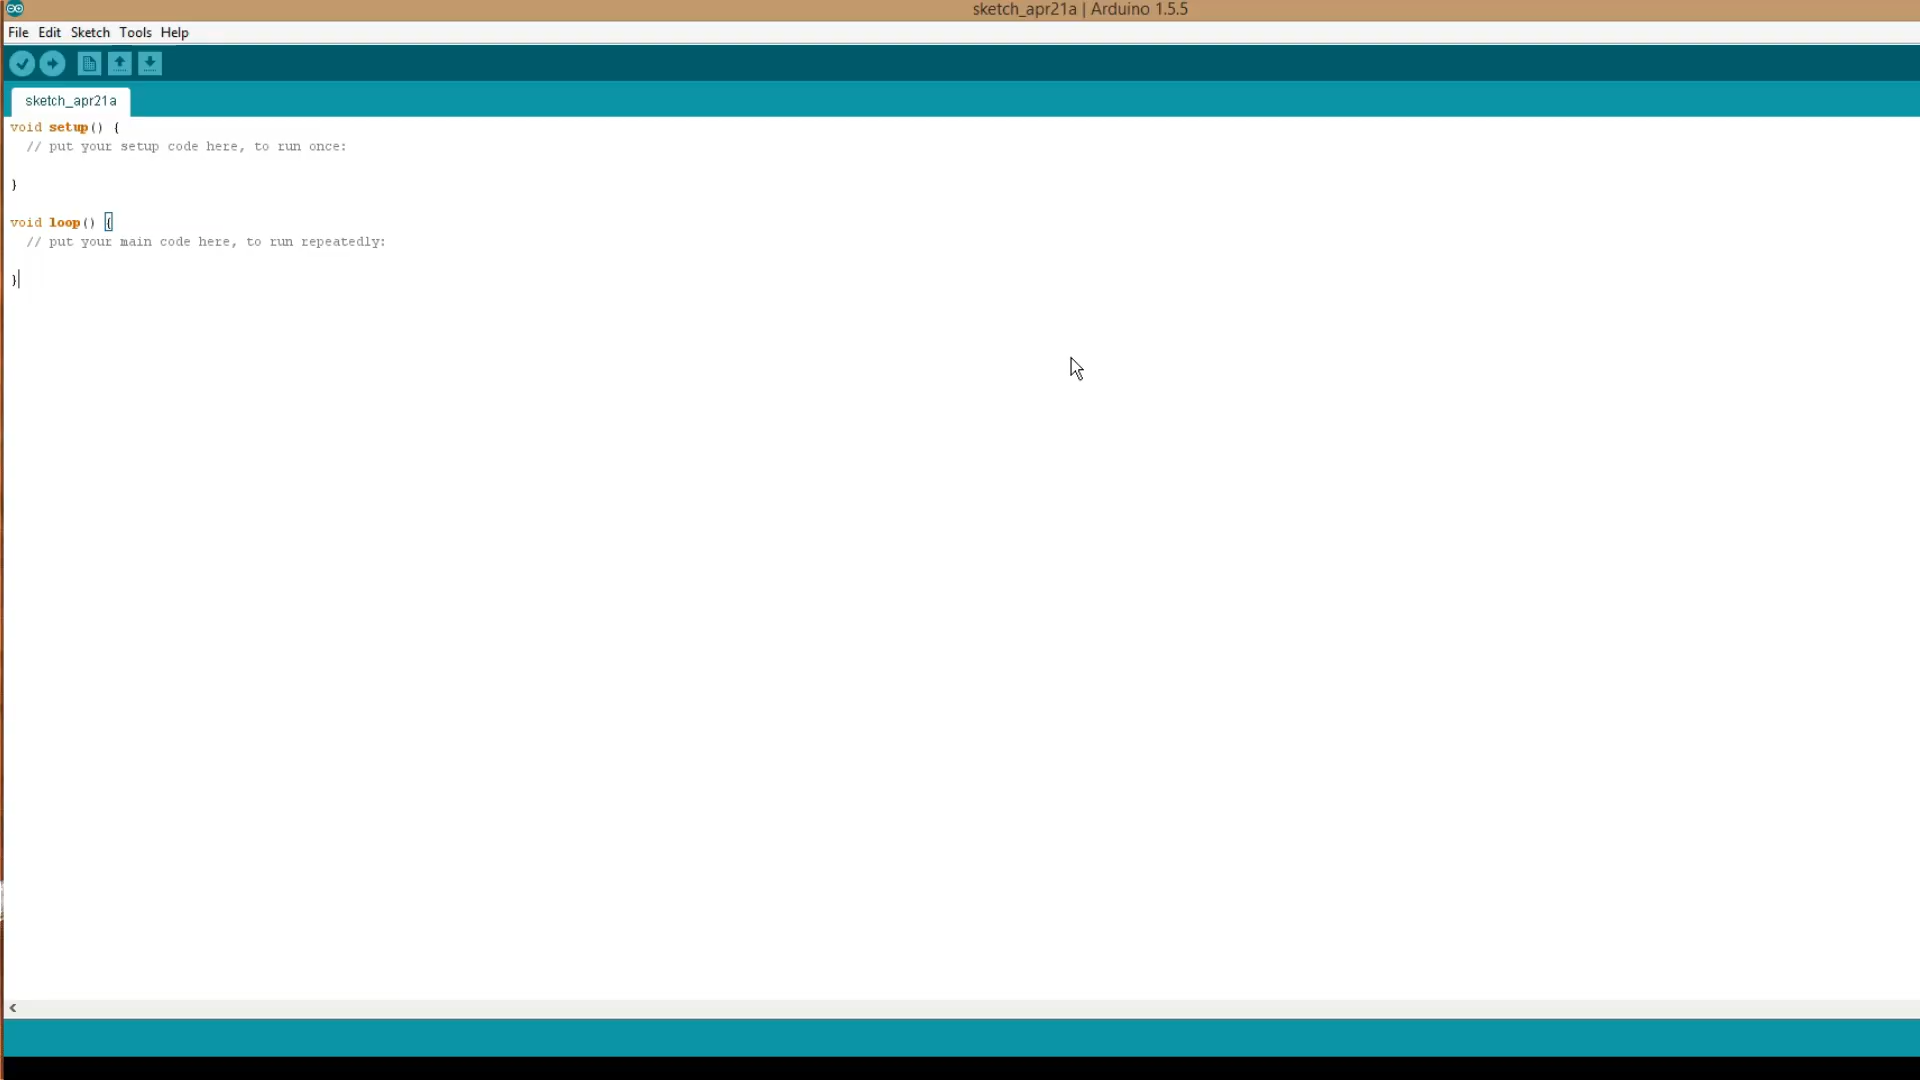 sketch_apr21a | Arduino 1.5.5
File Edit Sketch Tools Help
sketch_apr21a
void setup() {
// put your setup code here, to run once:
}
void loop() {
// put your main code here, to run repeatedly:
}